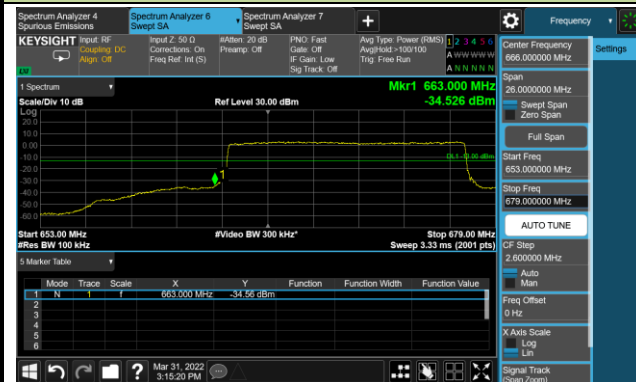 Spectrum Analyzer 4
Spurious Emissions
Spectrum Analyzer 6
Swept SA
Spectrum Analyzer 7
Swept SA
+
Frequency
KEYSIGHT
Input: RF
Coupling: DC
Align: Off
Input Z: 50 Ω
Corrections: On
Freq Ref: Int (S)
#Atten: 20 dB
Preamp: Off
PNO: Fast
Gate: Off
IF Gain: Low
Sig Track: Off
Avg Type: Power (RMS)
Avg|Hold:>100/100
Trig: Free Run
1 2 3 4 5 6
A W W W W W
A N N N N N
1 Spectrum
Scale/Div 10 dB
Ref Level 30.00 dBm
Mkr1 663.000 MHz
-34.526 dBm
Log
20.0
10.0
0.00
-10.0
-20.0
-30.0
-40.0
-50.0
-60.0
DL1 -13.00 dBm
1
Start 653.00 MHz
#Res BW 100 kHz
#Video BW 300 kHz*
Stop 679.00 MHz
Sweep 3.33 ms (2001 pts)
5 Marker Table
Mode Trace Scale X Y Function Function Width Function Value
1 N 1 f 663.000 MHz -34.56 dBm
2
3
4
5
6
Mar 31, 2022
3:15:20 PM
Center Frequency
666.000000 MHz
Settings
Span
26.0000000 MHz
Swept Span
Zero Span
Full Span
Start Freq
653.000000 MHz
Stop Freq
679.000000 MHz
AUTO TUNE
CF Step
2.600000 MHz
Auto
Man
Freq Offset
0 Hz
X Axis Scale
Log
Lin
Signal Track
(Span Zoom)